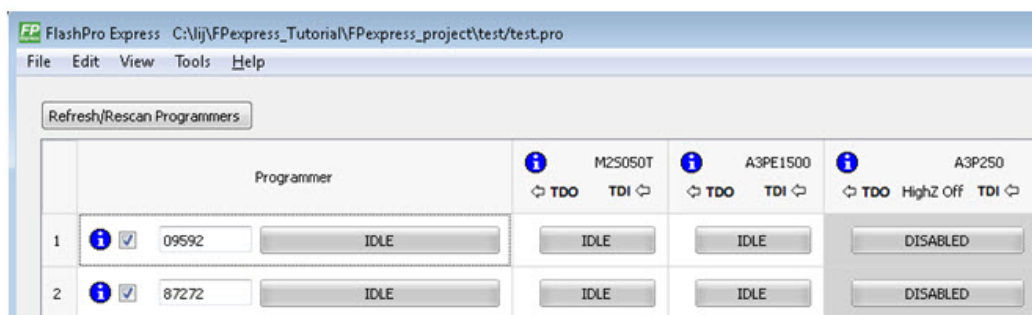 FP FlashPro Express C:\lij\FPexpress_Tutorial\FPexpress_project\test/test.pro
File Edit View Tools Help
Refresh/Rescan Programmers
Programmer
M2S050T
TDO TDI
A3PE1500
TDO TDI
A3P250
TDO HighZ Off TDI
1 09592 IDLE IDLE IDLE DISABLED
2 87272 IDLE IDLE IDLE DISABLED